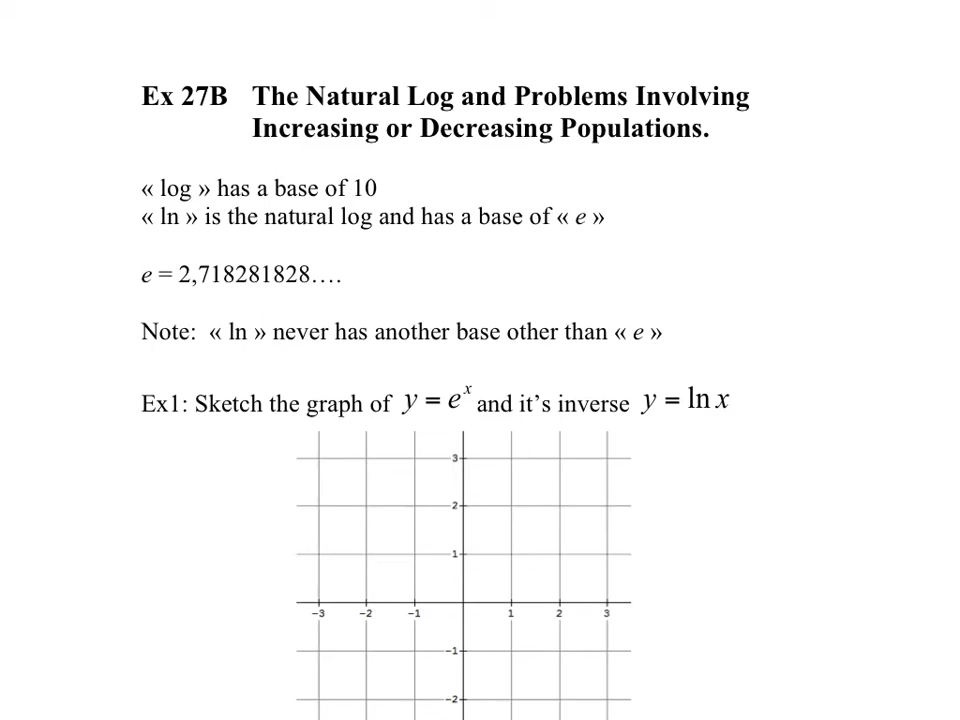 Ex 27B The Natural Log and Problems Involving
Increasing or Decreasing Populations.
« log » has a base of 10
« ln » is the natural log and has a base of « e »
e = 2,718281828….
Note: « ln » never has another base other than « e »
Ex1: Sketch the graph of y = e^x and it’s inverse y = ln x
3
2
1
−3 −2 −1 1 2 3
−1
−2